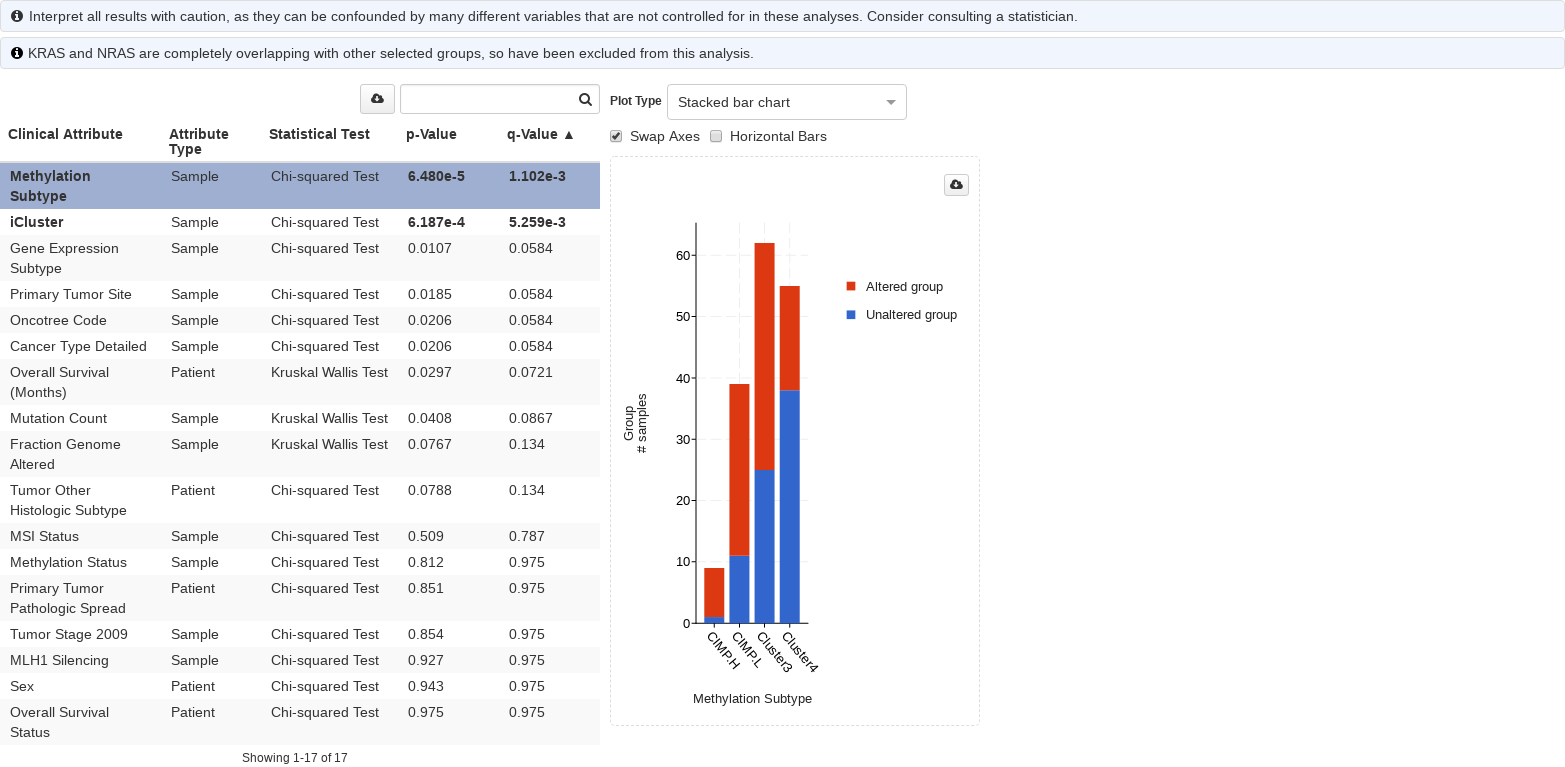 Interpret all results with caution, as they can be confounded by many different variables that are not controlled for in these analyses. Consider consulting a statistician.
KRAS and NRAS are completely overlapping with other selected groups, so have been excluded from this analysis.
Plot Type Stacked bar chart
Swap Axes Horizontal Bars
Clinical Attribute Attribute Type Statistical Test p-Value q-Value ▲
Methylation Subtype Sample Chi-squared Test 6.480e-5 1.102e-3
iCluster Sample Chi-squared Test 6.187e-4 5.259e-3
Gene Expression Subtype Sample Chi-squared Test 0.0107 0.0584
Primary Tumor Site Sample Chi-squared Test 0.0185 0.0584
Oncotree Code Sample Chi-squared Test 0.0206 0.0584
Cancer Type Detailed Sample Chi-squared Test 0.0206 0.0584
Overall Survival (Months) Patient Kruskal Wallis Test 0.0297 0.0721
Mutation Count Sample Kruskal Wallis Test 0.0408 0.0867
Fraction Genome Altered Sample Kruskal Wallis Test 0.0767 0.134
Tumor Other Histologic Subtype Patient Chi-squared Test 0.0788 0.134
MSI Status Sample Chi-squared Test 0.509 0.787
Methylation Status Sample Chi-squared Test 0.812 0.975
Primary Tumor Pathologic Spread Patient Chi-squared Test 0.851 0.975
Tumor Stage 2009 Sample Chi-squared Test 0.854 0.975
MLH1 Silencing Sample Chi-squared Test 0.927 0.975
Sex Patient Chi-squared Test 0.943 0.975
Overall Survival Status Patient Chi-squared Test 0.975 0.975
Showing 1-17 of 17
Group
# samples
60
50
40
30
20
10
0
CIMP.H
CIMP.L
Cluster3
Cluster4
Methylation Subtype
Altered group
Unaltered group